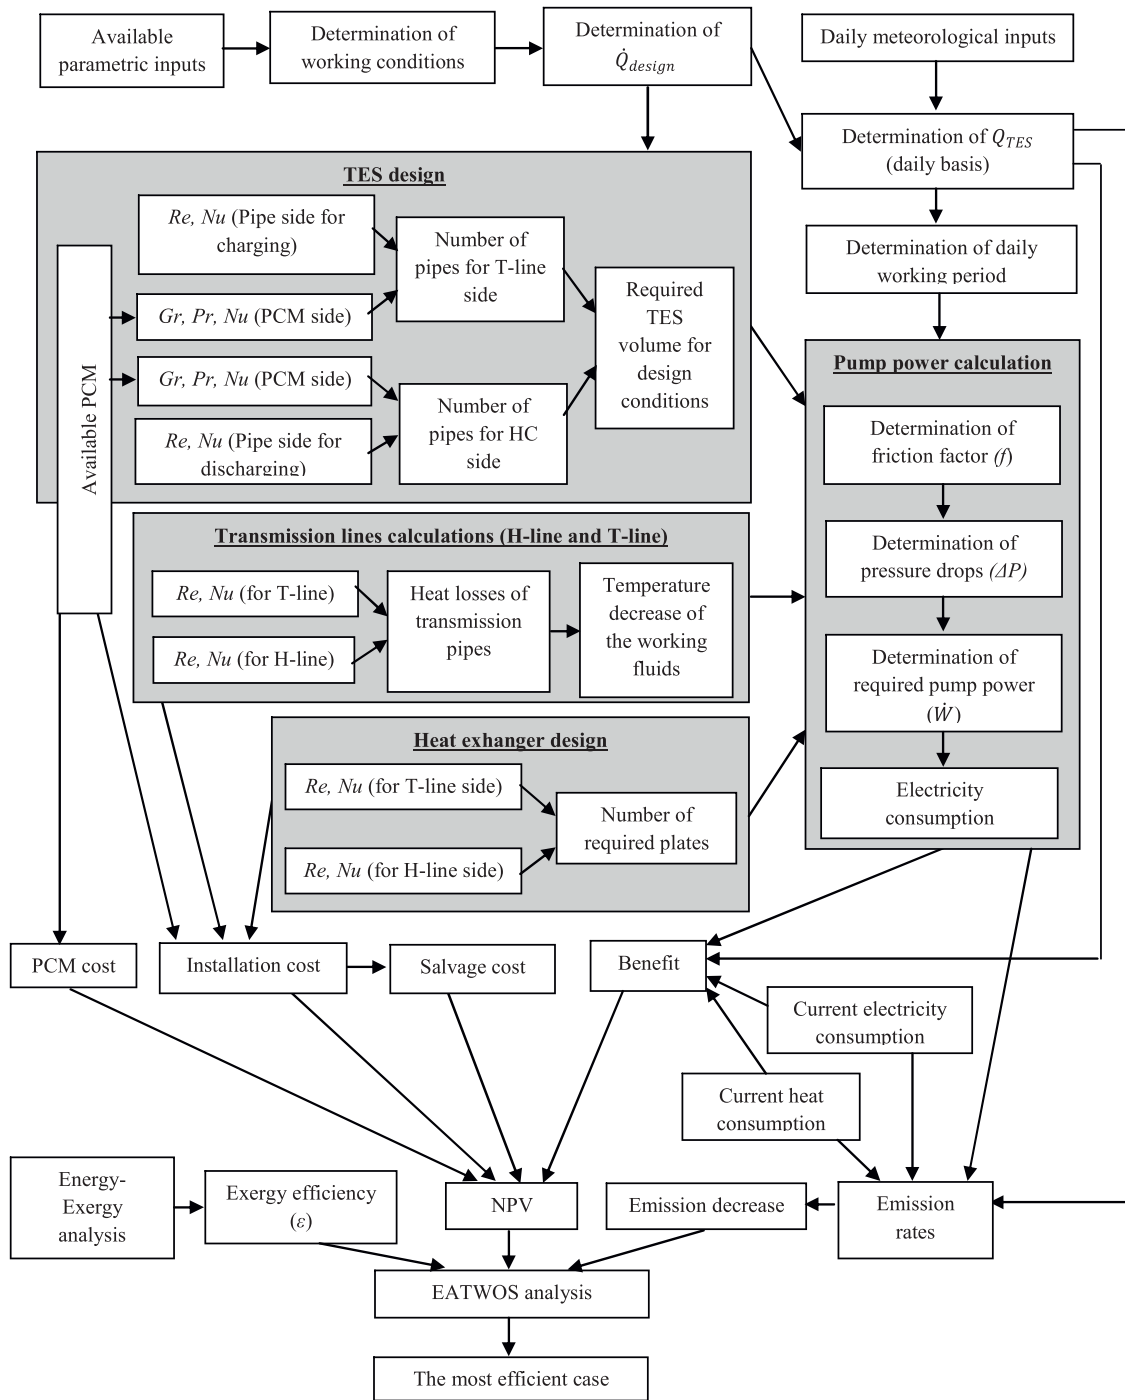 Available
parametric inputs
Determination of
working conditions
Determination of
Q̇design
Daily meteorological inputs
Determination of QTES
(daily basis)
Determination of daily
working period
TES design
Re, Nu (Pipe side for
charging)
Gr, Pr, Nu (PCM side)
Gr, Pr, Nu (PCM side)
Re, Nu (Pipe side for
discharging)
Number of
pipes for T-line
side
Number of
pipes for HC
side
Required
TES
volume for
design
conditions
Available PCM
Pump power calculation
Determination of
friction factor (f)
Determination of
pressure drops (ΔP)
Determination of
required pump power
(Ẇ)
Electricity
consumption
Transmission lines calculations (H-line and T-line)
Re, Nu (for T-line)
Re, Nu (for H-line)
Heat losses of
transmission
pipes
Temperature
decrease of
the working
fluids
Heat exhanger design
Re, Nu (for T-line side)
Re, Nu (for H-line side)
Number of
required plates
PCM cost
Installation cost
Salvage cost
Benefit
Current electricity
consumption
Current heat
consumption
Energy-
Exergy
analysis
Exergy efficiency
(ε)
NPV
Emission decrease
Emission
rates
EATWOS analysis
The most efficient case